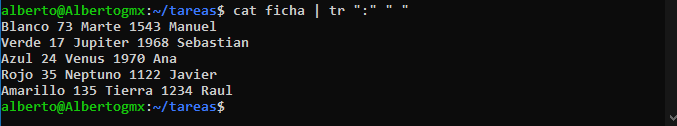 alberto@Albertogmx:~/tareas$ cat ficha | tr ":" " "
Blanco 73 Marte 1543 Manuel
Verde 17 Jupiter 1968 Sebastian
Azul 24 Venus 1970 Ana
Rojo 35 Neptuno 1122 Javier
Amarillo 135 Tierra 1234 Raul
alberto@Albertogmx:~/tareas$